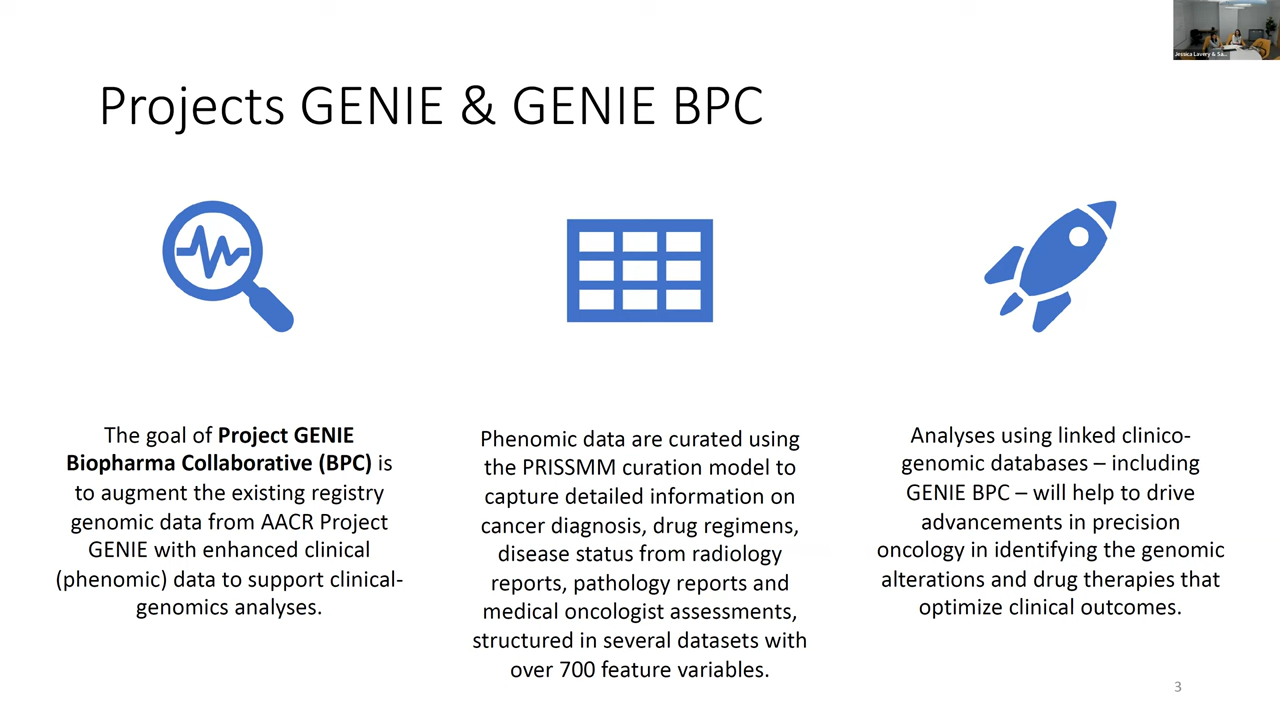 Jessica Lavery & Sa...
Projects GENIE & GENIE BPC
The goal of Project GENIE
Biopharma Collaborative (BPC) is
to augment the existing registry
genomic data from AACR Project
GENIE with enhanced clinical
(phenomic) data to support clinical-
genomics analyses.
Phenomic data are curated using
the PRISSMM curation model to
capture detailed information on
cancer diagnosis, drug regimens,
disease status from radiology
reports, pathology reports and
medical oncologist assessments,
structured in several datasets with
over 700 feature variables.
Analyses using linked clinico-
genomic databases – including
GENIE BPC – will help to drive
advancements in precision
oncology in identifying the genomic
alterations and drug therapies that
optimize clinical outcomes.
3